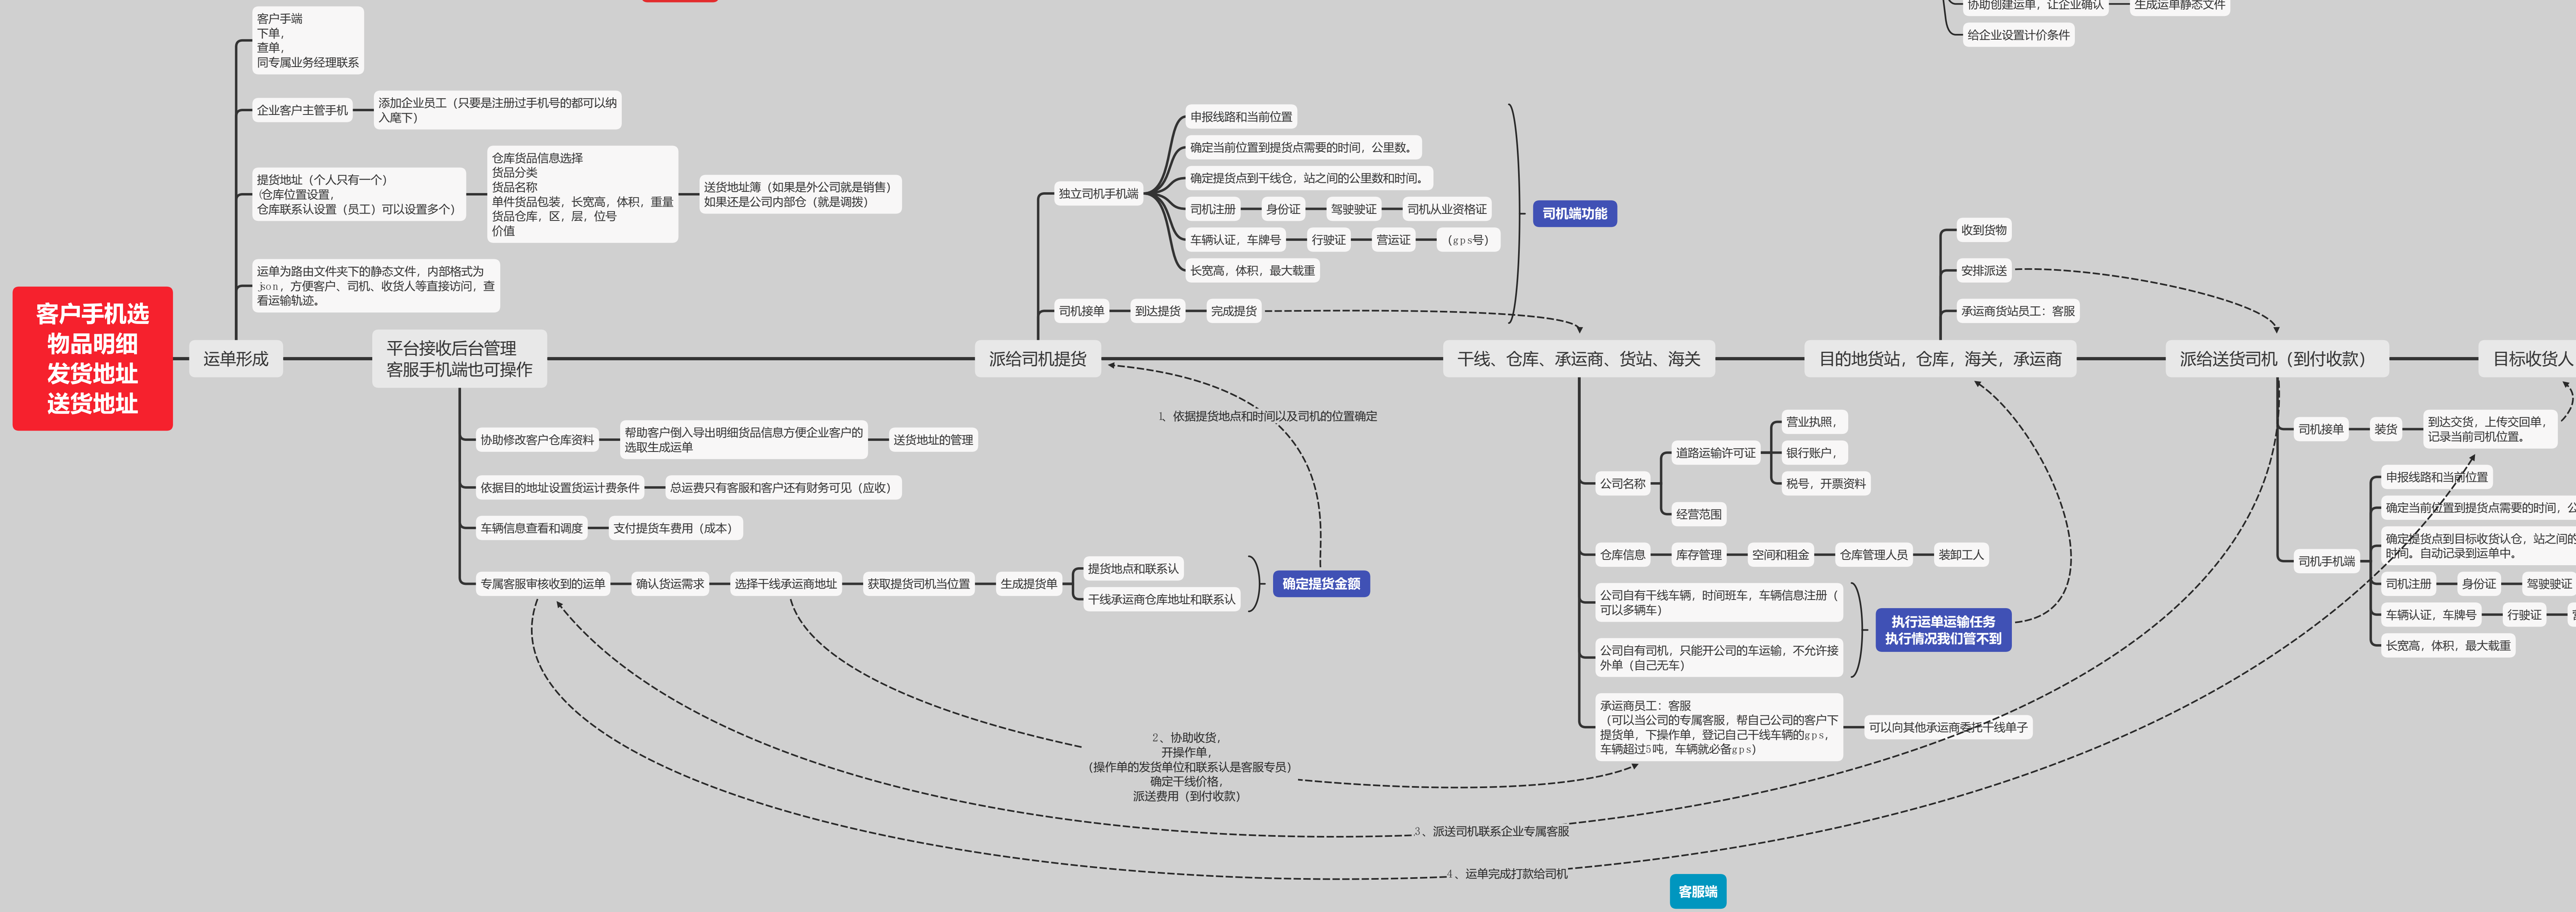 协助创建运单，让企业确认
生成运单静态文件
给企业设置计价条件
客户手机选
物品明细
发货地址
送货地址
运单形成
客户手端
下单，
查单，
同专属业务经理联系
企业客户主管手机
添加企业员工（只要是注册过手机号的都可以纳
入麾下）
提货地址（个人只有一个）
（仓库位置设置，
仓库联系认设置（员工）可以设置多个）
仓库货品信息选择
货品分类
货品名称
单件货品包装，长宽高，体积，重量
货品仓库，区，层，位号
价值
送货地址簿（如果是外公司就是销售）
如果还是公司内部仓（就是调拨）
运单为路由文件夹下的静态文件，内部格式为
json，方便客户、司机、收货人等直接访问，查
看运输轨迹。
平台接收后台管理
客服手机端也可操作
协助修改客户仓库资料
帮助客户倒入导出明细货品信息方便企业客户的
选取生成运单
送货地址的管理
依据目的地址设置货运计费条件
总运费只有客服和客户还有财务可见（应收）
车辆信息查看和调度
支付提货车费用（成本）
专属客服审核收到的运单
确认货运需求
选择干线承运商地址
获取提货司机当位置
生成提货单
提货地点和联系认
干线承运商仓库地址和联系认
确定提货金额
派给司机提货
独立司机手机端
申报线路和当前位置
确定当前位置到提货点需要的时间，公里数。
确定提货点到干线仓，站之间的公里数和时间。
司机注册
身份证
驾驶驶证
司机从业资格证
车辆认证，车牌号
行驶证
营运证
（gps号）
长宽高，体积，最大载重
司机接单
到达提货
完成提货
司机端功能
1、依据提货地点和时间以及司机的位置确定
干线、仓库、承运商、货站、海关
公司名称
道路运输许可证
营业执照，
银行账户，
税号，开票资料
经营范围
仓库信息
库存管理
空间和租金
仓库管理人员
装卸工人
公司自有干线车辆，时间班车，车辆信息注册（
可以多辆车）
公司自有司机，只能开公司的车运输，不允许接
外单（自己无车）
执行运单运输任务
执行情况我们管不到
承运商员工：客服
（可以当公司的专属客服，帮自己公司的客户下
提货单，下操作单，登记自己干线车辆的gps，
车辆超过5吨，车辆就必备gps）
可以向其他承运商委托干线单子
目的地货站，仓库，海关，承运商
收到货物
安排派送
承运商货站员工：客服
派给送货司机（到付收款）
司机接单
装货
到达交货，上传交回单，
记录当前司机位置。
司机手机端
申报线路和当前位置
确定当前位置到提货点需要的时间，公
确定提货点到目标收货认仓，站之间的
时间。自动记录到运单中。
司机注册
身份证
驾驶驶证
车辆认证，车牌号
行驶证
长宽高，体积，最大载重
目标收货人
2、协助收货，
开操作单，
（操作单的发货单位和联系认是客服专员）
确定干线价格，
派送费用（到付收款）
3、派送司机联系企业专属客服
4、运单完成打款给司机
客服端